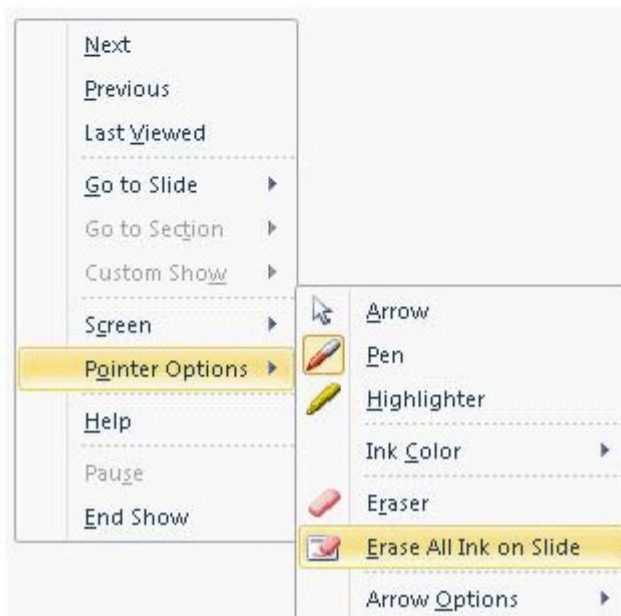 Next
Previous
Last Viewed
Go to Slide
Go to Section
Custom Show
Screen
Pointer Options
Help
Pause
End Show
Arrow
Pen
Highlighter
Ink Color
Eraser
Erase All Ink on Slide
Arrow Options